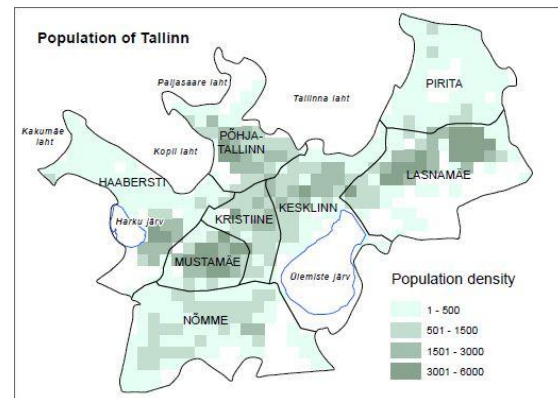 Population of Tallinn
Paljasaare laht
Tallinna laht
PIRITA
Kakumäe
laht
Kopli laht
PÕHJA-
TALLINN
LASNAMÄE
HAABERSTI
KESKLINN
KRISTIINE
Harku järv
MUSTAMÄE
Ülemiste järv
NÕMME
Population density
1 - 500
501 - 1500
1501 - 3000
3001 - 6000